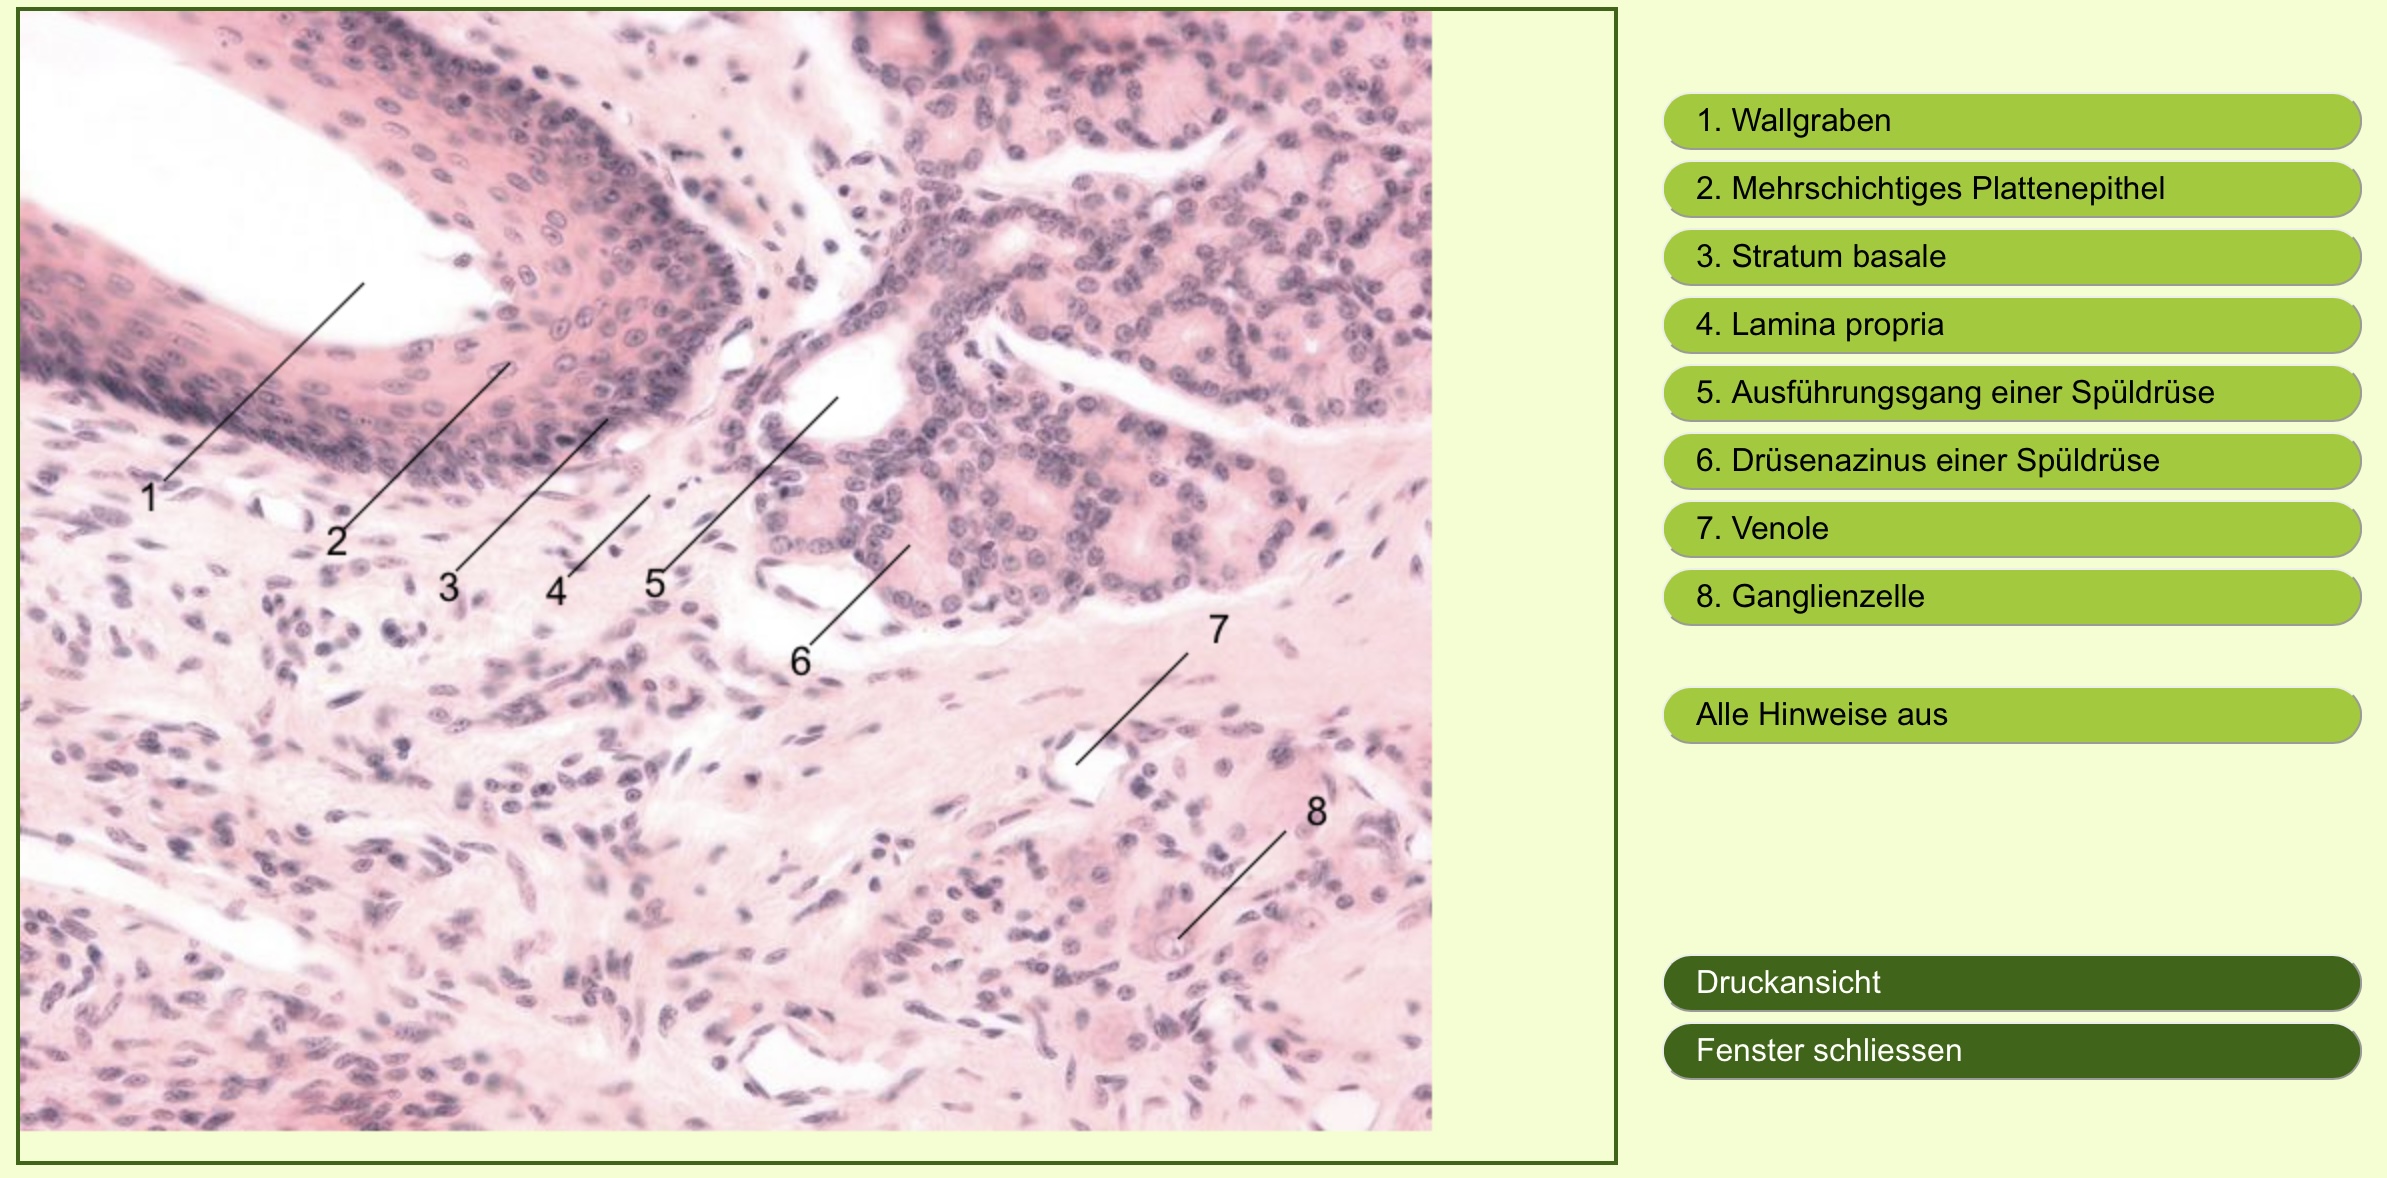 1
2
3
4
5
6
7
8
1. Wallgraben
2. Mehrschichtiges Plattenepithel
3. Stratum basale
4. Lamina propria
5. Ausführungsgang einer Spüldrüse
6. Drüsenazinus einer Spüldrüse
7. Venole
8. Ganglienzelle
Alle Hinweise aus
Druckansicht
Fenster schliessen